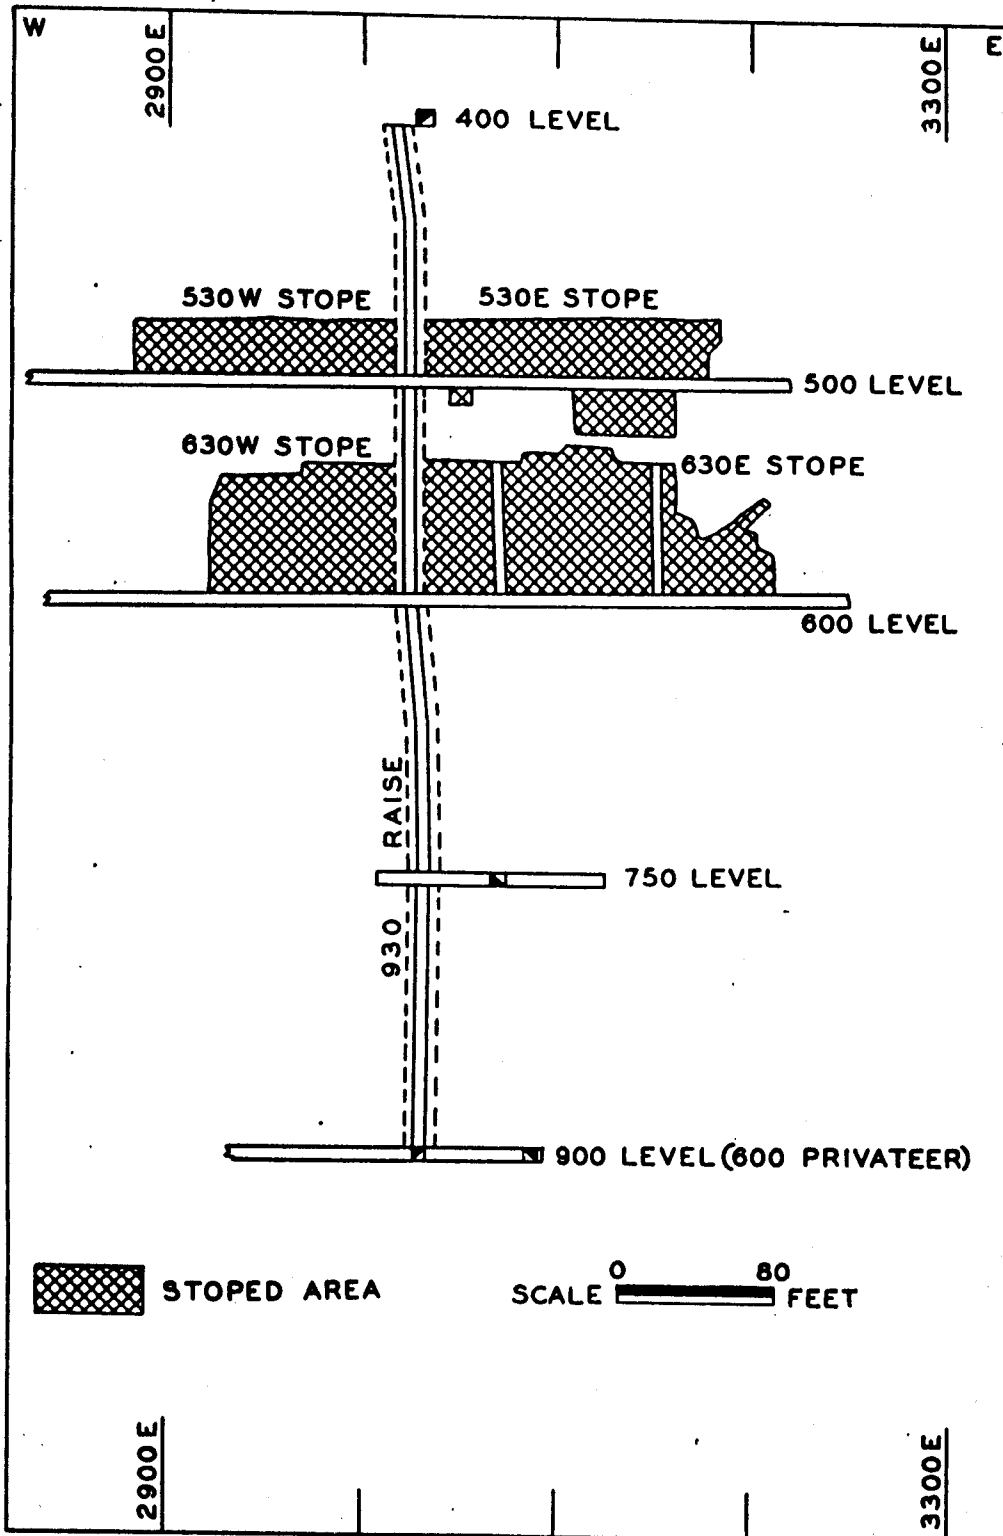 W
E
2900E
3300E
400 LEVEL
530W STOPE
530E STOPE
500 LEVEL
630W STOPE
630E STOPE
600 LEVEL
930 RAISE
750 LEVEL
900 LEVEL (600 PRIVATEER)
STOPED AREA
0 80
SCALE FEET
2900E
3300E